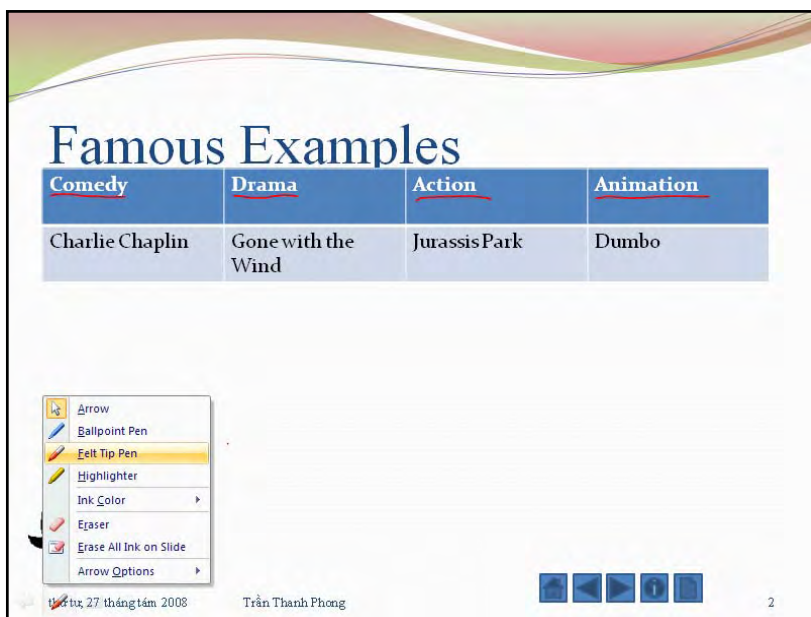 Famous Examples
Comedy Drama Action Animation
Charlie Chaplin Gone with the Jurassis Park Dumbo
Wind
Arrow
Ballpoint Pen
Felt Tip Pen
Highlighter
Ink Color
Eraser
Erase All Ink on Slide
Arrow Options
tư, 27 tháng tám 2008 Trần Thanh Phong 2